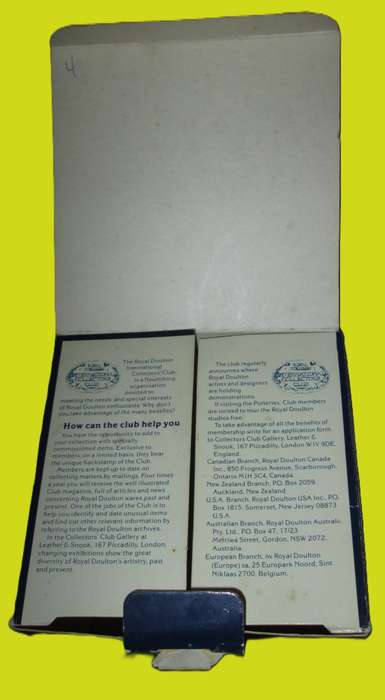 4
The Royal Doulton
International
Collectors' Club
is a flourishing
organisation
devoted to
meeting the needs and special interests
of Royal Doulton enthusiasts. Why don't
you take advantage of the many benefits?
How can the club help you
You have the opportunity to add to
your collection with specially
commissioned items. Exclusive to
members, on a limited basis, they bear
the unique backstamp of the Club.
Members are kept up to date on
collecting matters by mailings. Four times
a year you will receive the well illustrated
Club magazine, full of articles and news
concerning Royal Doulton wares past and
present. One of the jobs of the Club is to
help you identify and date unusual items
and find out other relevant information by
referring to the Royal Doulton archives.
In the Collectors' Club Gallery at
Leather & Snook, 167 Piccadilly, London,
changing exhibitions show the great
diversity of Royal Doulton's artistry, past
and present.
The club regularly
announces where
Royal Doulton
artists and designers
are holding
demonstrations.
If visiting the Potteries, Club members
are invited to tour the Royal Doulton
studios free!
To take advantage of all the benefits of
membership write for an application form
to Collectors Club Gallery, Leather &
Snook, 167 Piccadilly, London W1V 9DE,
England.
Canadian Branch, Royal Doulton Canada
Inc., 850 Progress Avenue, Scarborough,
Ontario M1H 3C4, Canada.
New Zealand Branch, P.O. Box 2059,
Auckland, New Zealand
U.S.A. Branch, Royal Doulton USA Inc., P.O.
Box 1815, Somerset, New Jersey 08873
U.S.A.
Australian Branch, Royal Doulton Australia
Pty., Ltd., P.O. Box 47, 17/23
Merriwa Street, Gordon, NSW 2072,
Australia
European Branch, nv Royal Doulton
(Europe) sa, 25 Europark Noord, Sint
Niklaas 2700, Belgium.